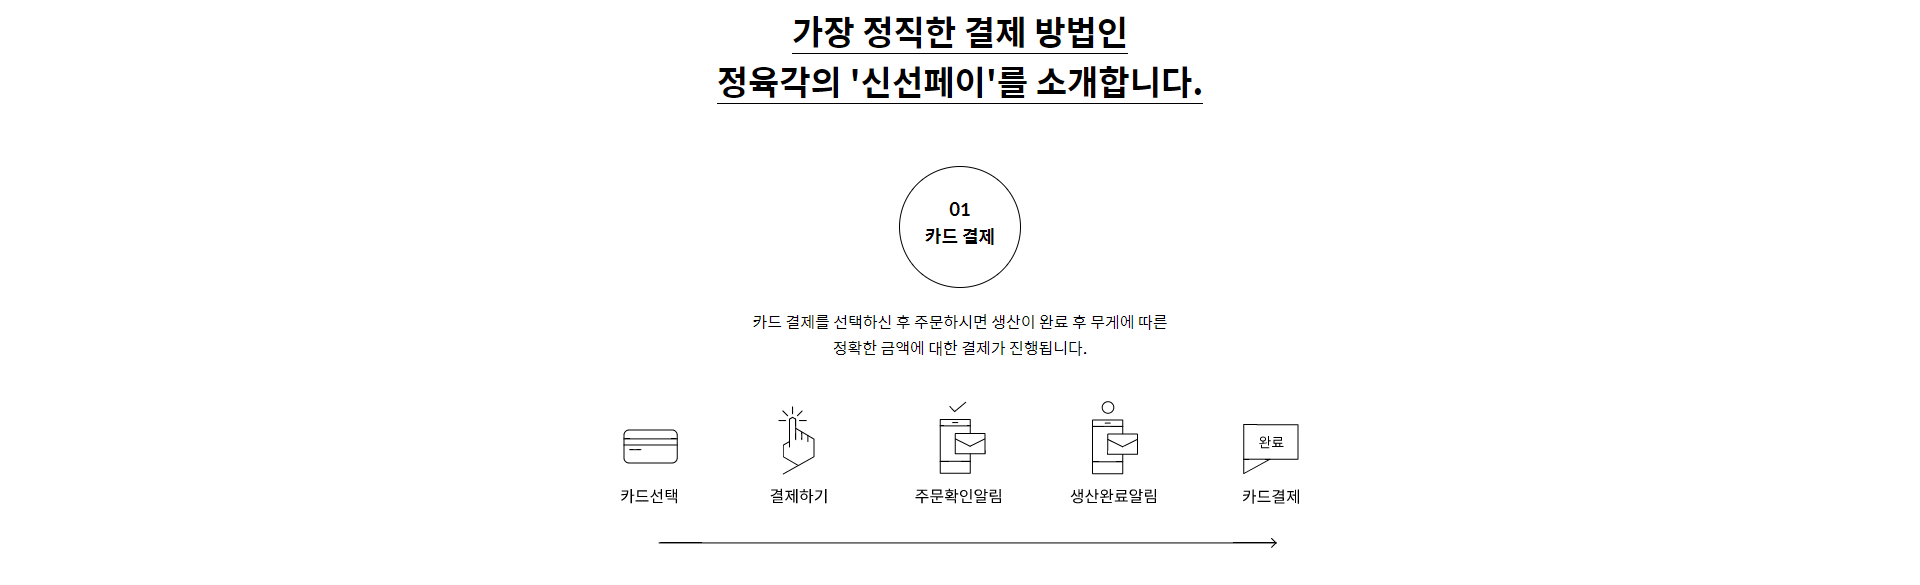 가장 정직한 결제 방법인
정육각의 '신선페이'를 소개합니다.
01
카드 결제
카드 결제를 선택하신 후 주문하시면 생산이 완료 후 무게에 따른
정확한 금액에 대한 결제가 진행됩니다.
완료
카드선택 결제하기 주문확인알림 생산완료알림 카드결제